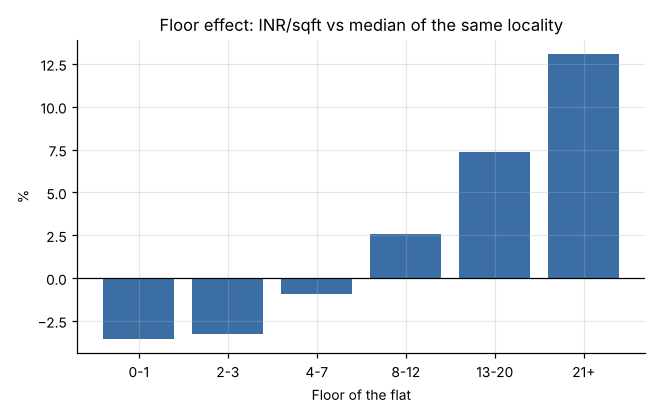 Floor effect: INR/sqft vs median of the same locality
12.5
10.0
7.5
5.0
2.5
0.0
−2.5
%
0-1 2-3 4-7 8-12 13-20 21+
Floor of the flat